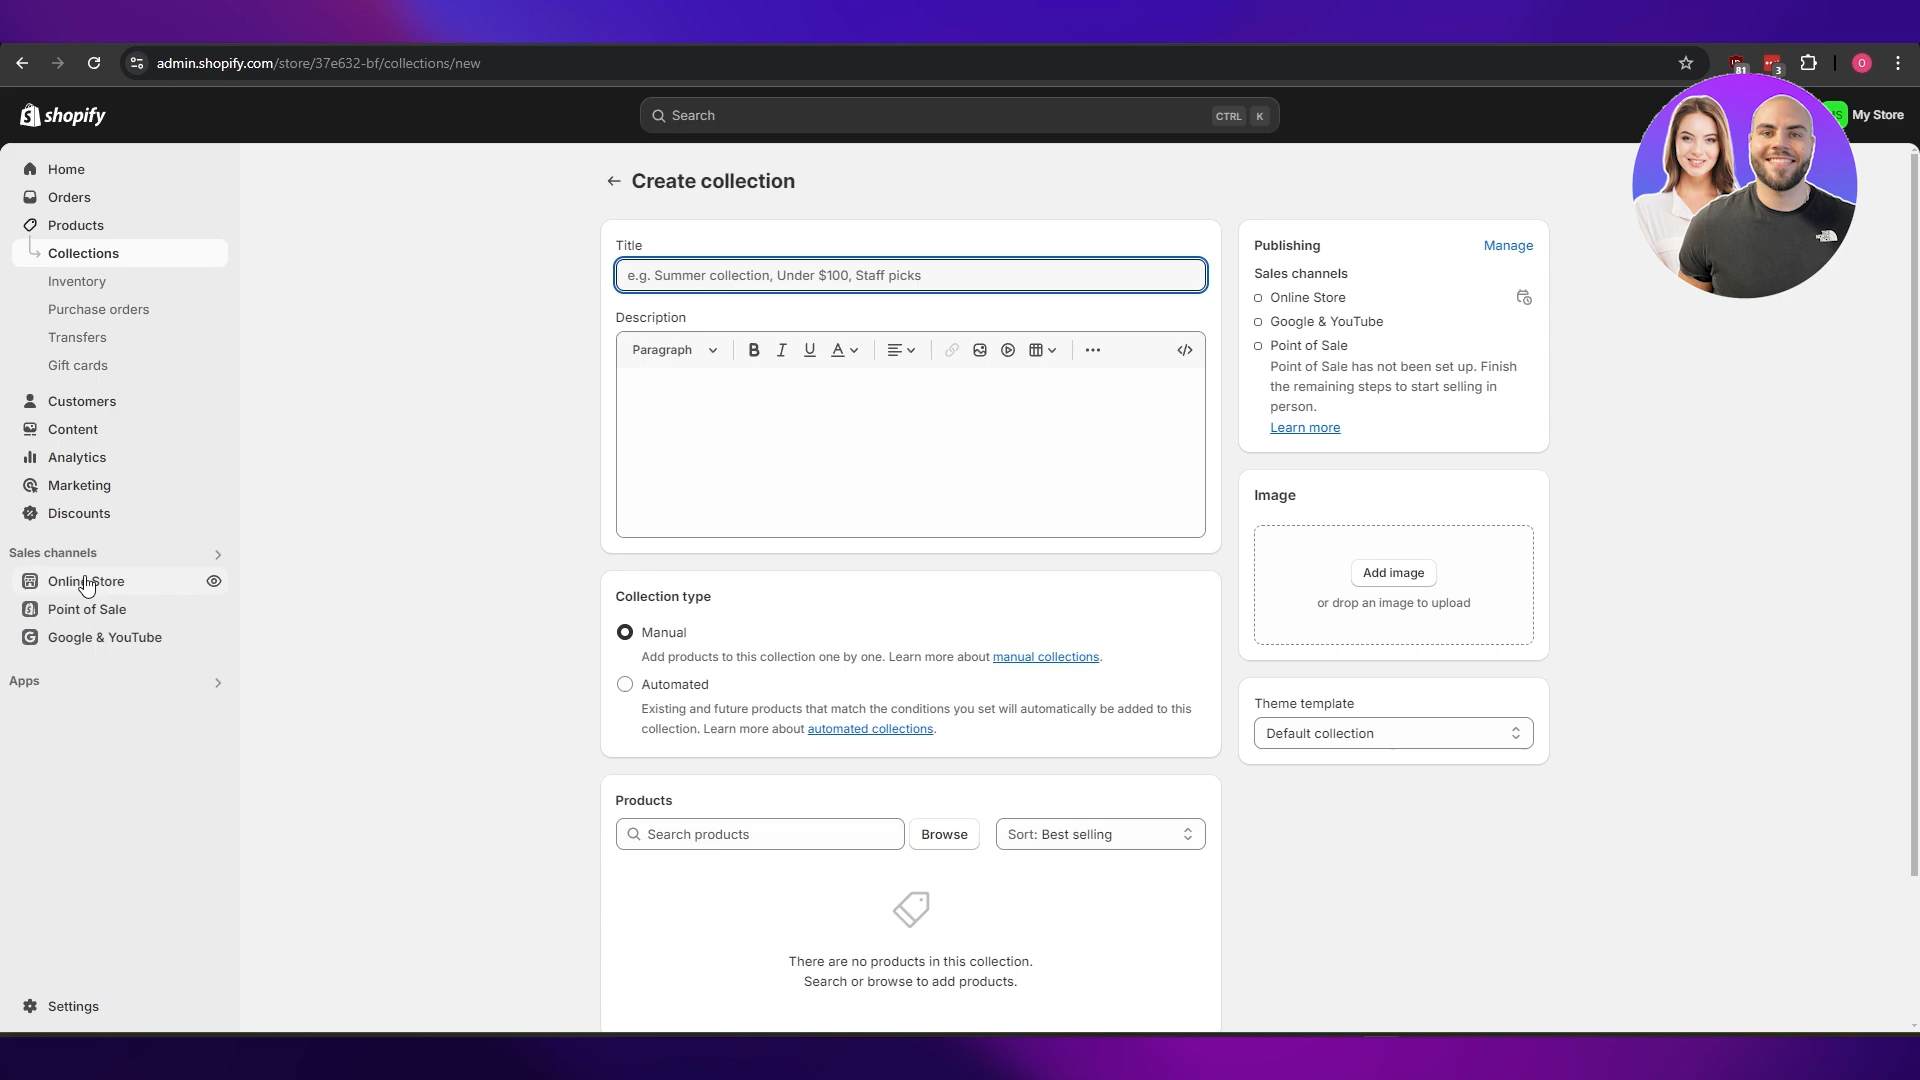 admin.shopify.com/store/37e632-bf/collections/new
81
3
O
shopify
Search
CTRL K
My Store
Home
Orders
Products
Collections
Inventory
Purchase orders
Transfers
Gift cards
Customers
Content
Analytics
Marketing
Discounts
Sales channels
Online Store
Point of Sale
Google & YouTube
Apps
Settings
Create collection
Title
e.g. Summer collection, Under $100, Staff picks
Description
Paragraph
Collection type
Manual
Add products to this collection one by one. Learn more about manual collections.
Automated
Existing and future products that match the conditions you set will automatically be added to this
collection. Learn more about automated collections.
Products
Search products
Browse
Sort: Best selling
There are no products in this collection.
Search or browse to add products.
Publishing
Manage
Sales channels
Online Store
Google & YouTube
Point of Sale
Point of Sale has not been set up. Finish
the remaining steps to start selling in
person.
Learn more
Image
Add image
or drop an image to upload
Theme template
Default collection